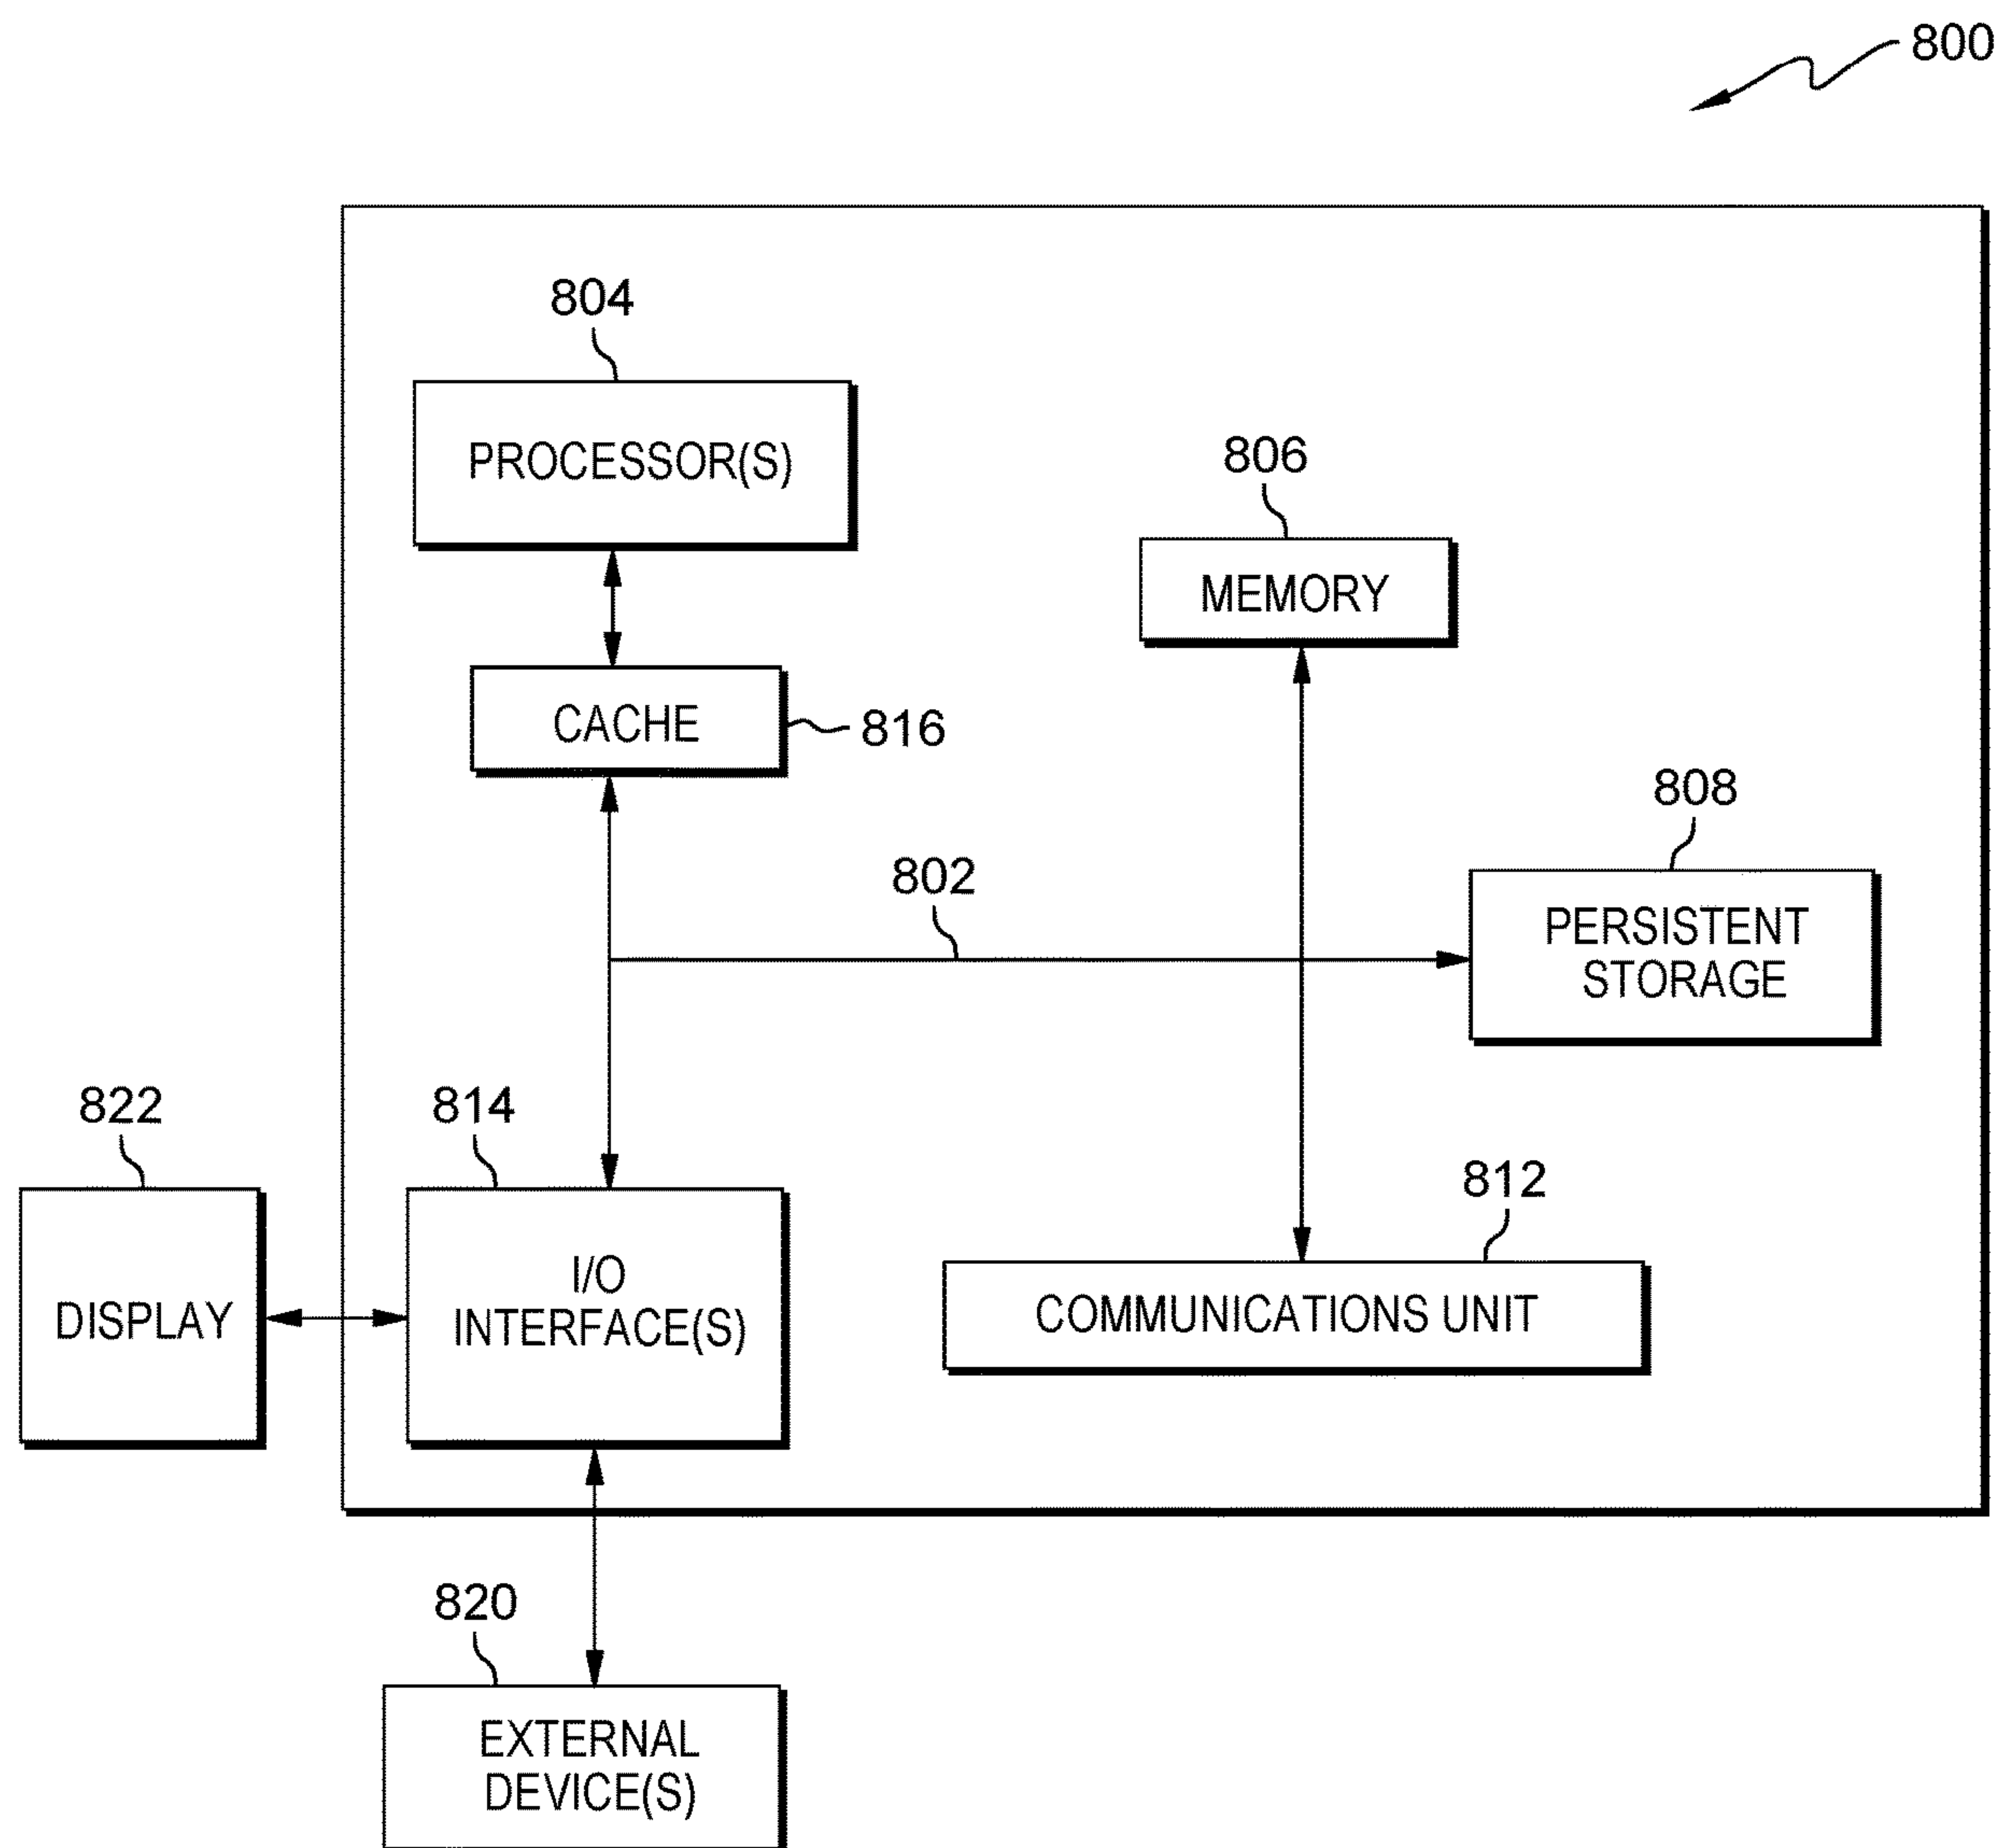 800
804
PROCESSOR(S)
806
MEMORY
CACHE
816
808
802
PERSISTENT
STORAGE
822
814
812
DISPLAY
I/O
INTERFACE(S)
COMMUNICATIONS UNIT
820
EXTERNAL
DEVICE(S)